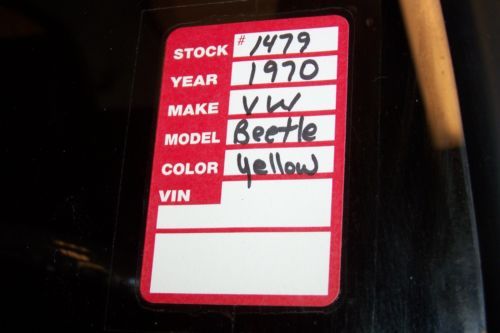 STOCK # 1479
YEAR 1970
MAKE VW
MODEL Beetle
COLOR Yellow
VIN